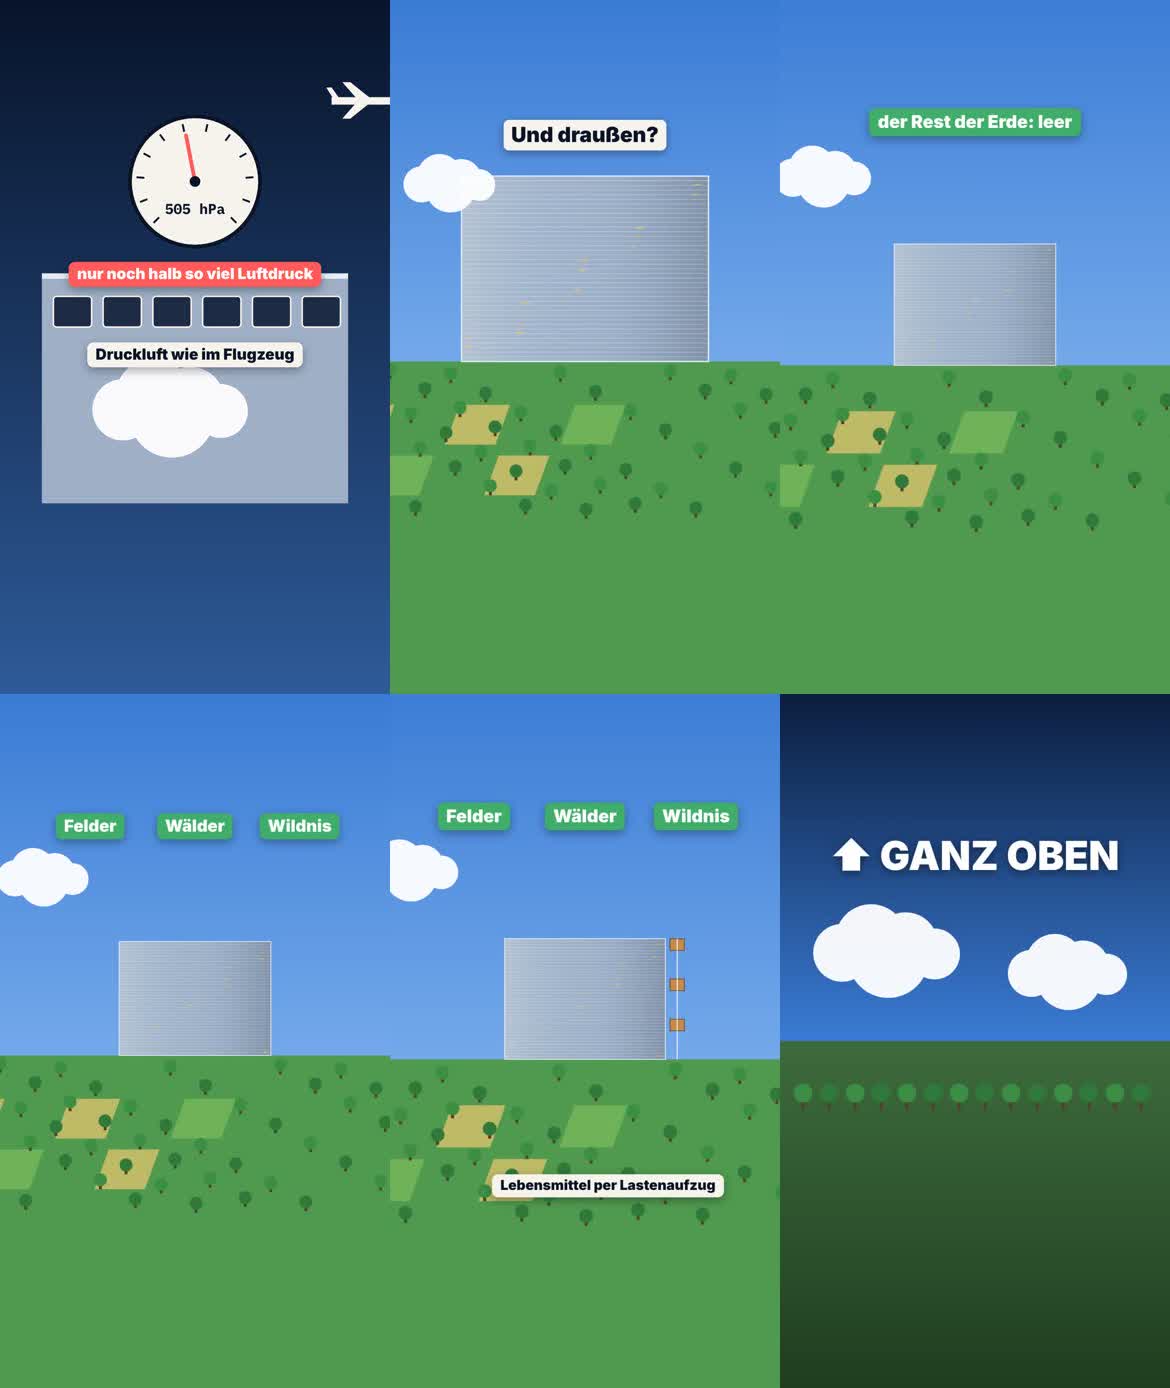 505 hPa
nur noch halb so viel Luftdruck
Druckluft wie im Flugzeug
Und draußen?
der Rest der Erde: leer
Felder Wälder Wildnis
Felder Wälder Wildnis
Lebensmittel per Lastenaufzug
GANZ OBEN